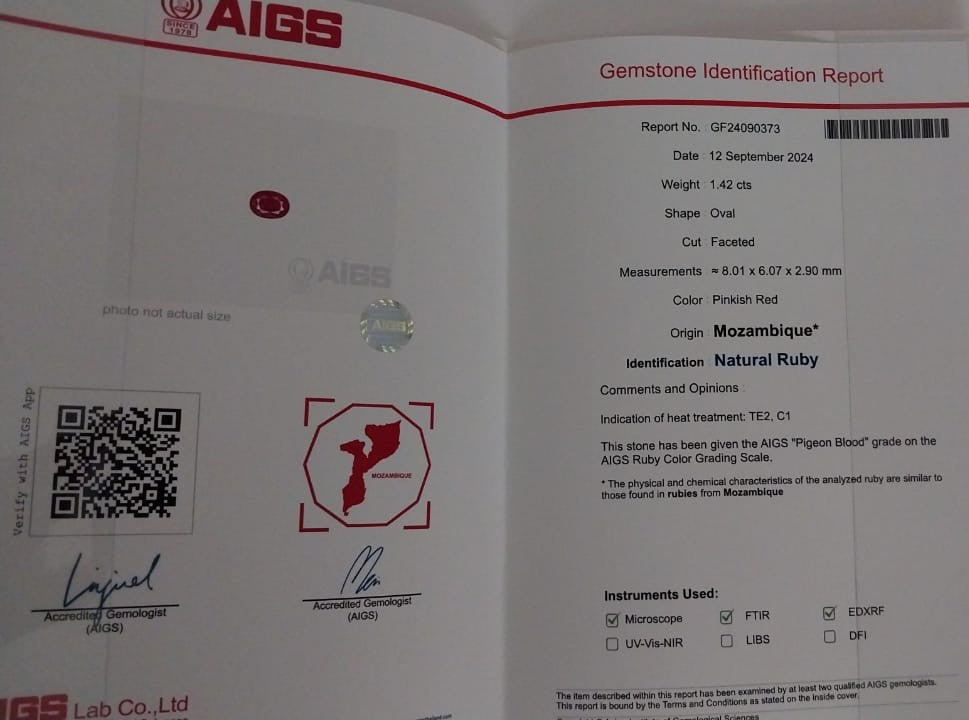 SINCE
1978
AIGS
AIGS
photo not actual size
AIGS
Verify with AIGS App
MOZAMBIQUE
Accredited Gemologist
(AIGS)
Accredited Gemologist
(AIGS)
AIGS Lab Co.,Ltd
Gemstone Identification Report
Report No. : GF24090373
Date : 12 September 2024
Weight : 1.42 cts
Shape : Oval
Cut : Faceted
Measurements : ≈ 8.01 x 6.07 x 2.90 mm
Color : Pinkish Red
Origin : Mozambique*
Identification : Natural Ruby
Comments and Opinions :
Indication of heat treatment: TE2, C1
This stone has been given the AIGS "Pigeon Blood" grade on the
AIGS Ruby Color Grading Scale.
* The physical and chemical characteristics of the analyzed ruby are similar to
those found in rubies from Mozambique
Instruments Used:
Microscope FTIR EDXRF
UV-Vis-NIR LIBS DFI
The item described within this report has been examined by at least two qualified AIGS gemologists.
This report is bound by the Terms and Conditions as stated on the inside cover.